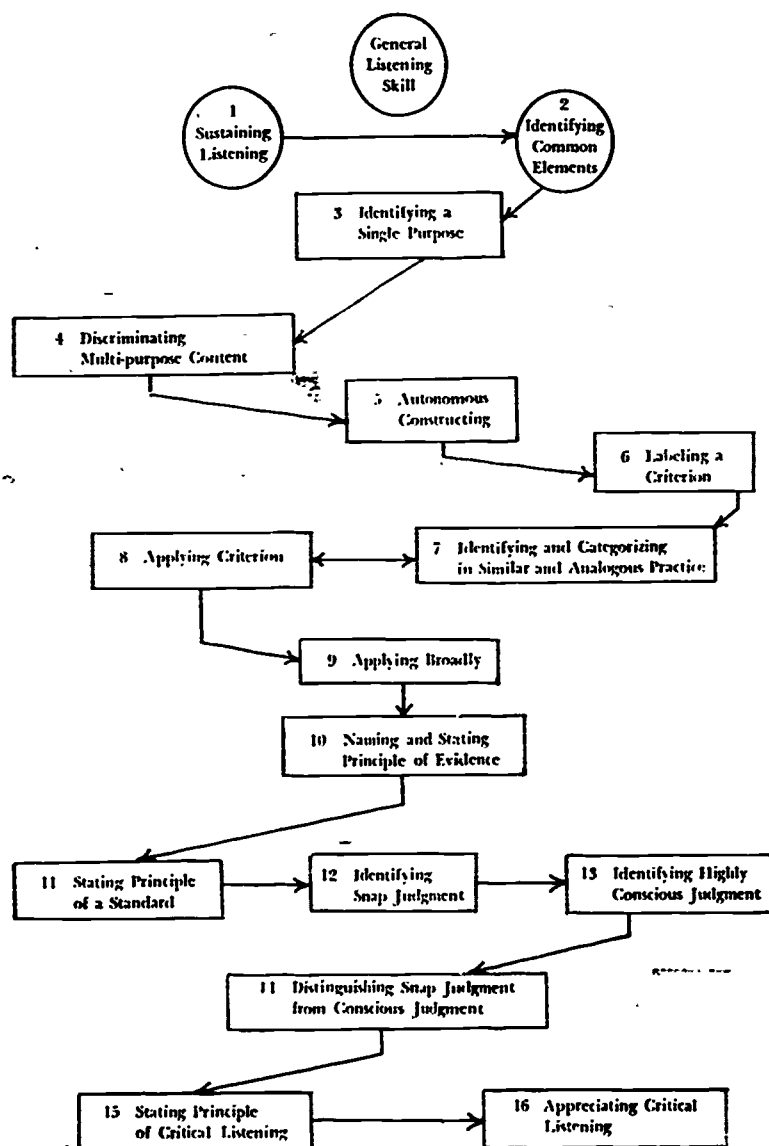 General
Listening
Skill
1
Sustaining
Listening
2
Identifying
Common
Elements
3 Identifying a
Single Purpose
4 Discriminating
Multi-purpose Content
5 Autonomous
Constructing
6 Labeling a
Criterion
8 Applying Criterion
7 Identifying and Categorizing
in Similar and Analogous Practice
9 Applying Broadly
10 Naming and Stating
Principle of Evidence
11 Stating Principle
of a Standard
12 Identifying
Snap Judgment
13 Identifying Highly
Conscious Judgment
14 Distinguishing Snap Judgment
from Conscious Judgment
15 Stating Principle
of Critical Listening
16 Appreciating Critical
Listening